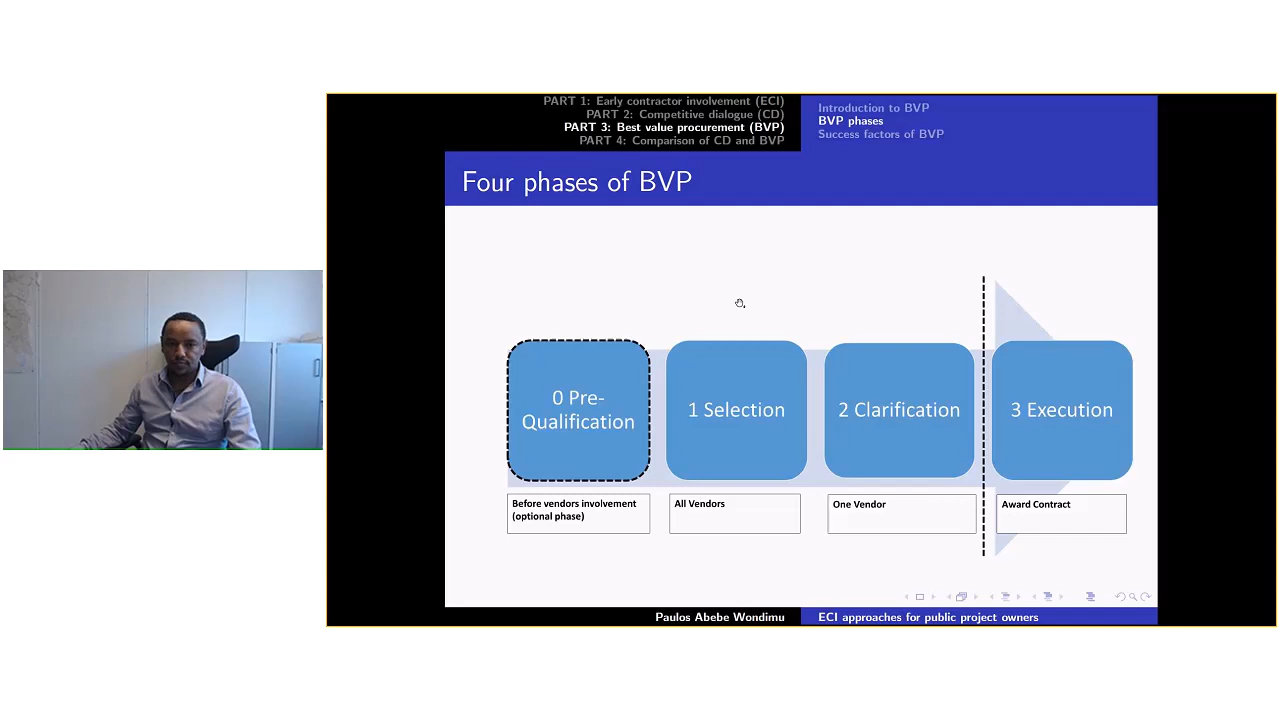 PART 1: Early contractor involvement (ECI)
PART 2: Competitive dialogue (CD)
PART 3: Best value procurement (BVP)
PART 4: Comparison of CD and BVP
Introduction to BVP
BVP phases
Success factors of BVP
Four phases of BVP
0 Pre-
Qualification
1 Selection
2 Clarification
3 Execution
Before vendors involvement
(optional phase)
All Vendors
One Vendor
Award Contract
Paulos Abebe Wondimu
ECI approaches for public project owners